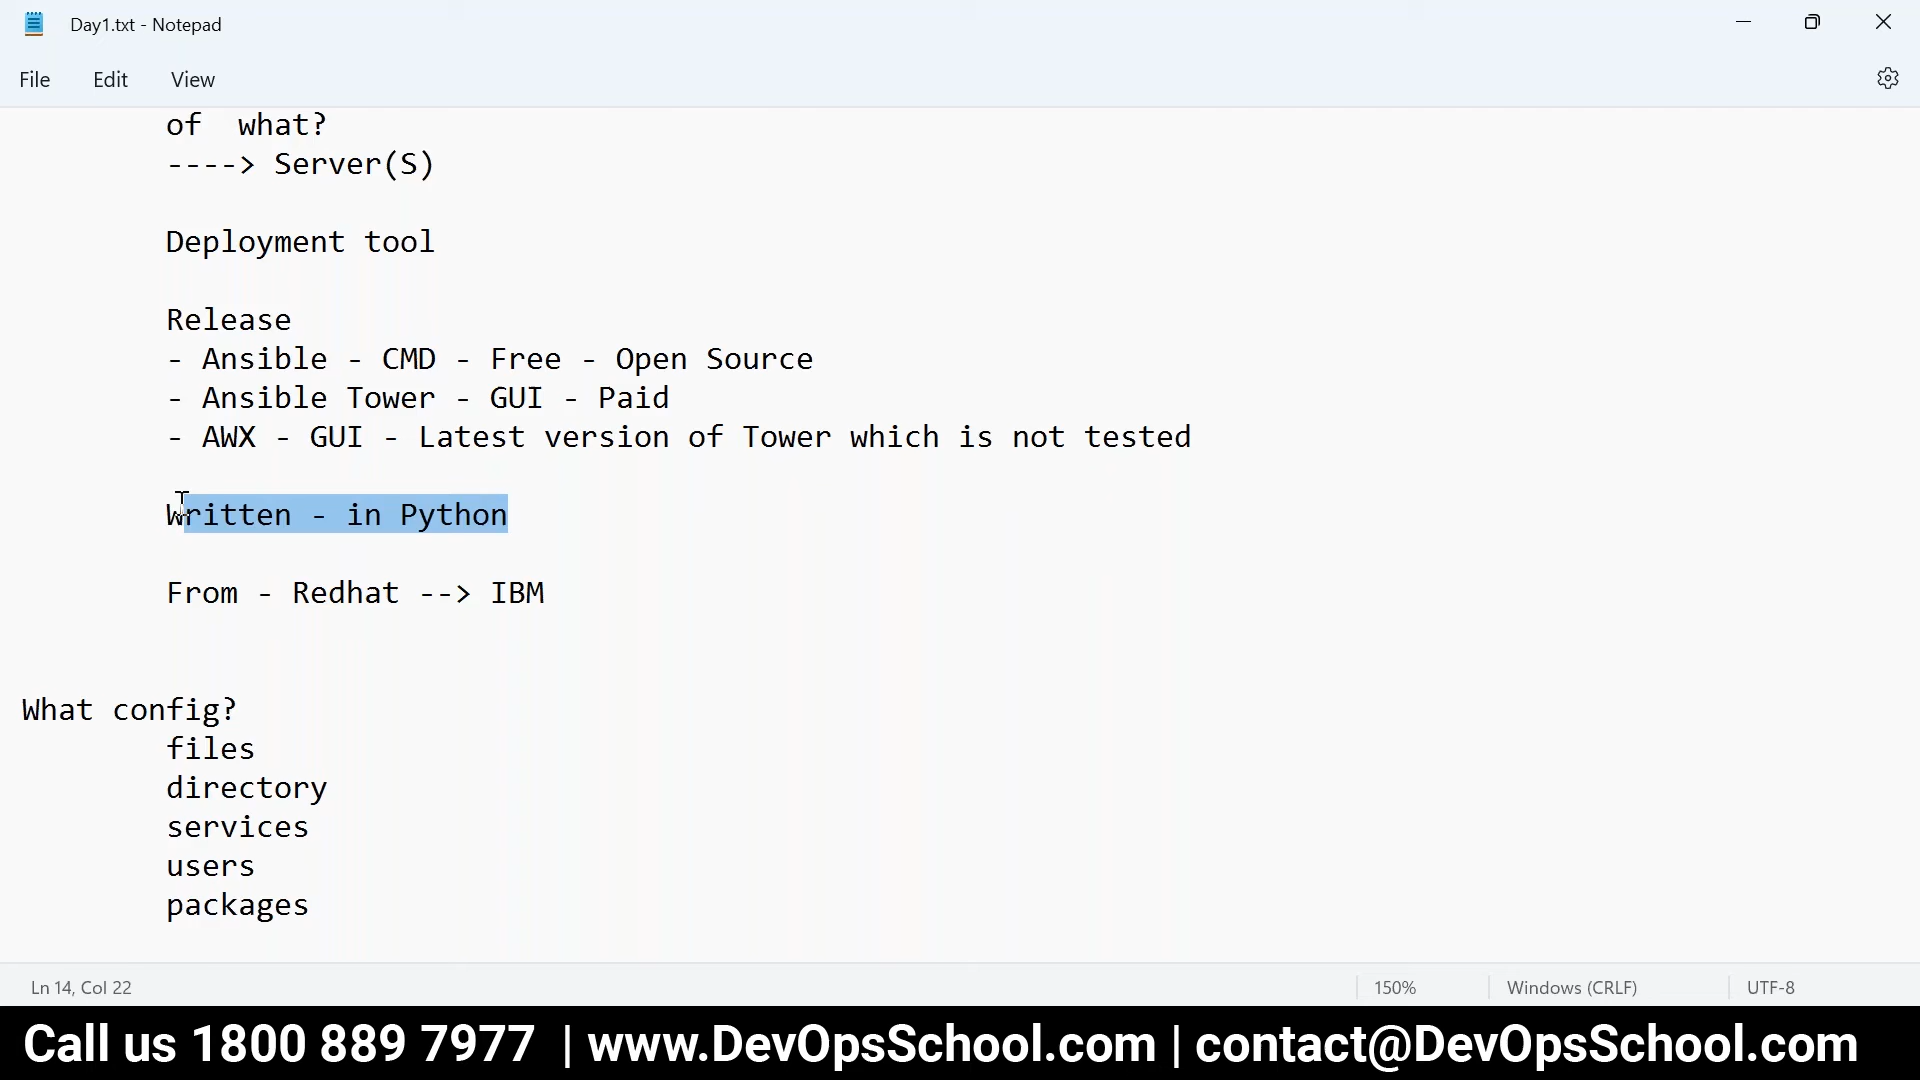 Day1.txt - Notepad
File Edit View
of  what?
----> Server(S)
Deployment tool
Release
- Ansible - CMD - Free - Open Source
- Ansible Tower - GUI - Paid
- AWX - GUI - Latest version of Tower which is not tested
Written - in Python
From - Redhat --> IBM
What config?
files
directory
services
users
packages
Ln 14, Col 22 150% Windows (CRLF) UTF-8
Call us 1800 889 7977 | www.DevOpsSchool.com | contact@DevOpsSchool.com